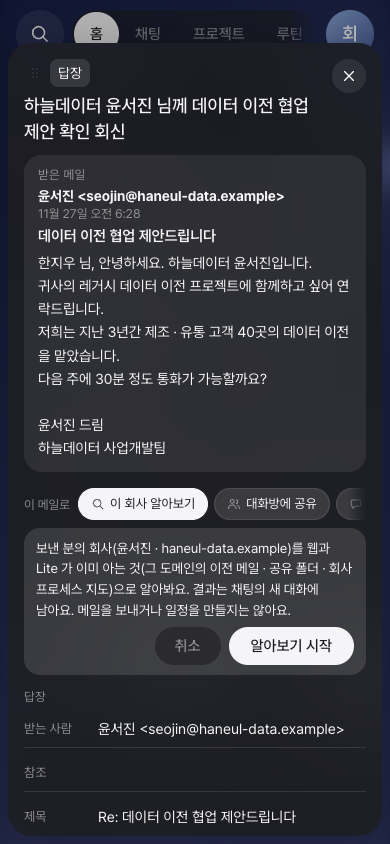 홈 채팅 프로젝트 루틴 회
답장
하늘데이터 윤서진 님께 데이터 이전 협업
제안 확인 회신
받은 메일
윤서진 <seojin@haneul-data.example>
11월 27일 오전 6:28
데이터 이전 협업 제안드립니다
한지우 님, 안녕하세요. 하늘데이터 윤서진입니다.
귀사의 레거시 데이터 이전 프로젝트에 함께하고 싶어 연
락드립니다.
저희는 지난 3년간 제조 · 유통 고객 40곳의 데이터 이전
을 맡았습니다.
다음 주에 30분 정도 통화가 가능할까요?
윤서진 드림
하늘데이터 사업개발팀
이 메일로 이 회사 알아보기 대화방에 공유
보낸 분의 회사(윤서진 · haneul-data.example)를 웹과
Lite 가 이미 아는 것(그 도메인의 이전 메일 · 공유 폴더 · 회사
프로세스 지도)으로 알아봐요. 결과는 채팅의 새 대화에
남아요. 메일을 보내거나 일정을 만들지는 않아요.
취소 알아보기 시작
답장
받는 사람 윤서진 <seojin@haneul-data.example>
참조
제목 Re: 데이터 이전 협업 제안드립니다